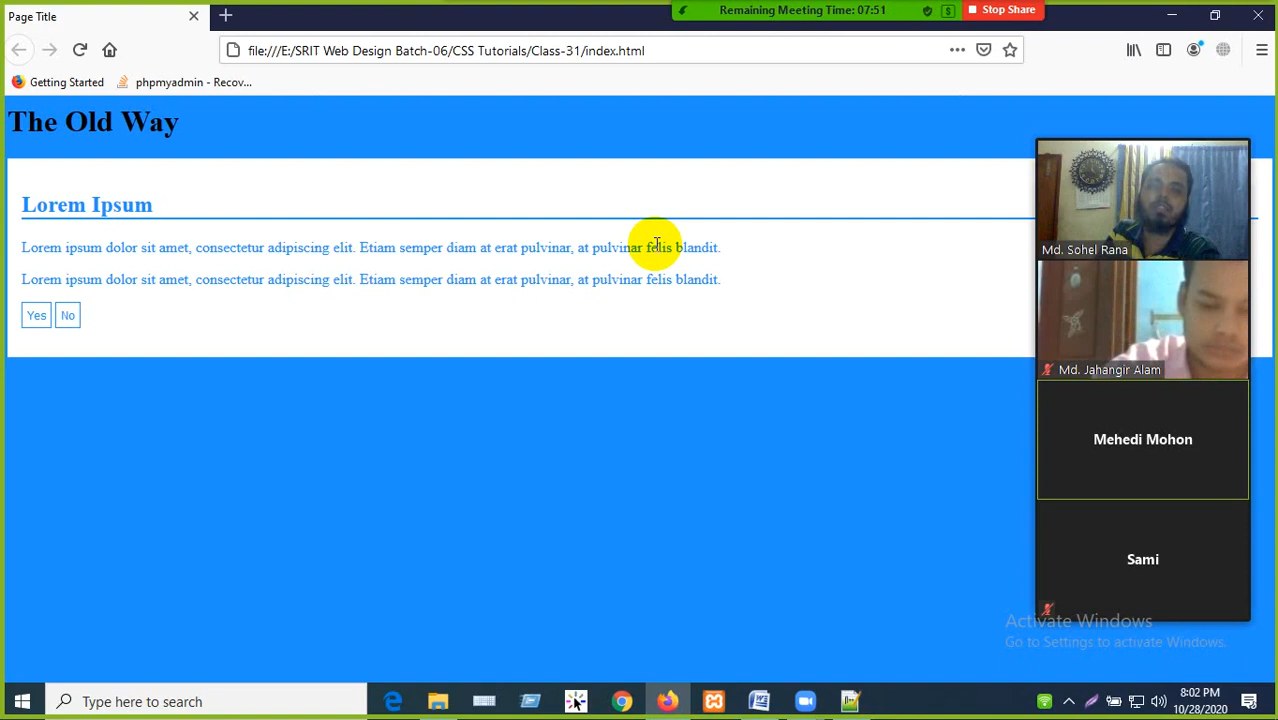 Page Title
Remaining Meeting Time: 07:51
Stop Share
file:///E:/SRIT Web Design Batch-06/CSS Tutorials/Class-31/index.html
Getting Started
phpmyadmin - Recov...
The Old Way
Lorem Ipsum
Lorem ipsum dolor sit amet, consectetur adipiscing elit. Etiam semper diam at erat pulvinar, at pulvinar felis blandit.
Lorem ipsum dolor sit amet, consectetur adipiscing elit. Etiam semper diam at erat pulvinar, at pulvinar felis blandit.
Yes No
Md. Sohel Rana
Md. Jahangir Alam
Mehedi Mohon
Sami
Activate Windows
Go to Settings to activate Windows.
Type here to search
8:02 PM
10/28/2020